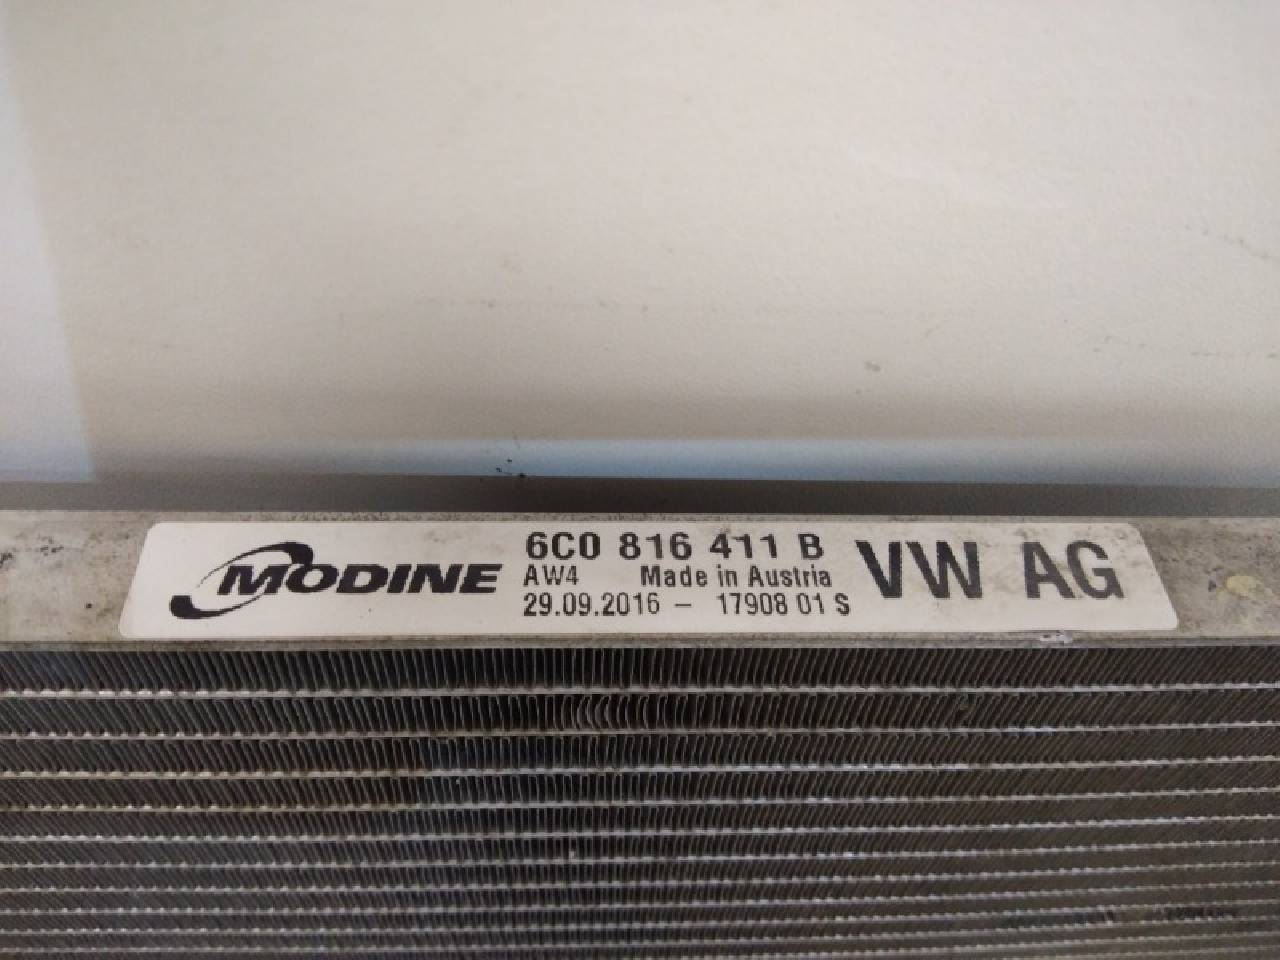 MODINE
6C0 816 411 B
AW4 Made in Austria
29.09.2016 - 17908 01 S
VW AG